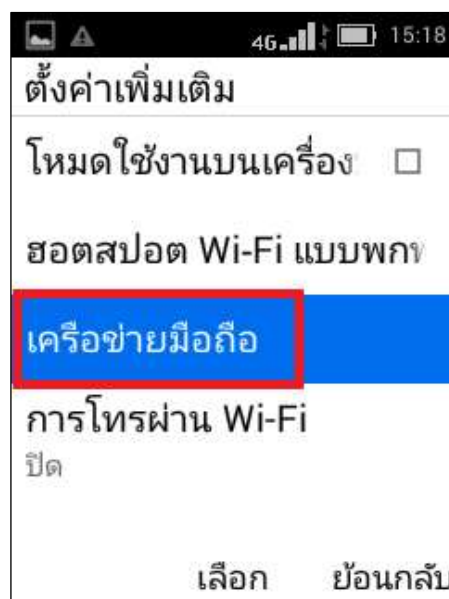 4G 15:18
ตั้งค่าเพิ่มเติม
โหมดใช้งานบนเครื่อง
ฮอตสปอต Wi-Fi แบบพก
เครือข่ายมือถือ
การโทรผ่าน Wi-Fi
ปิด
เลือก ย้อนกลับ